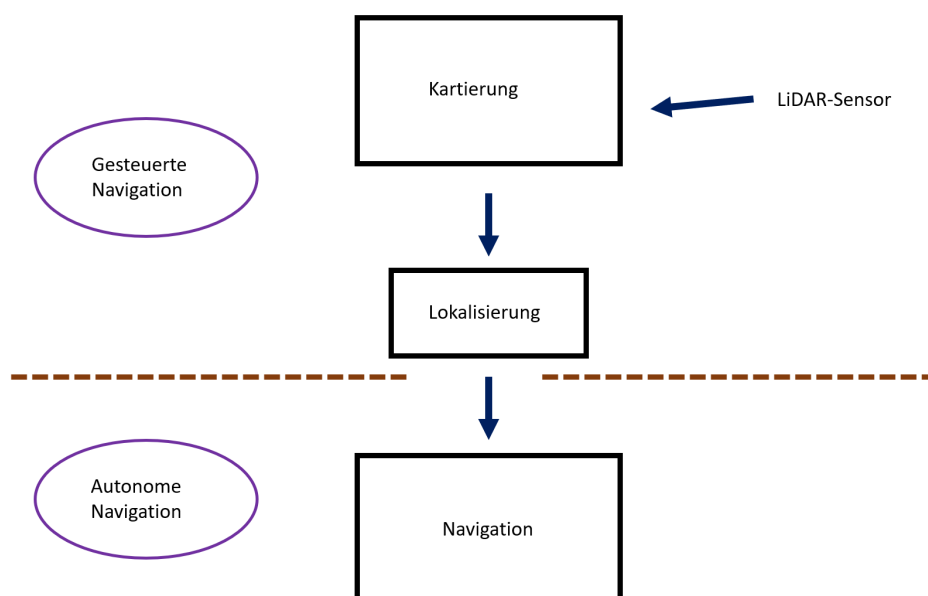 Kartierung
LiDAR-Sensor
Gesteuerte
Navigation
Lokalisierung
Autonome
Navigation
Navigation